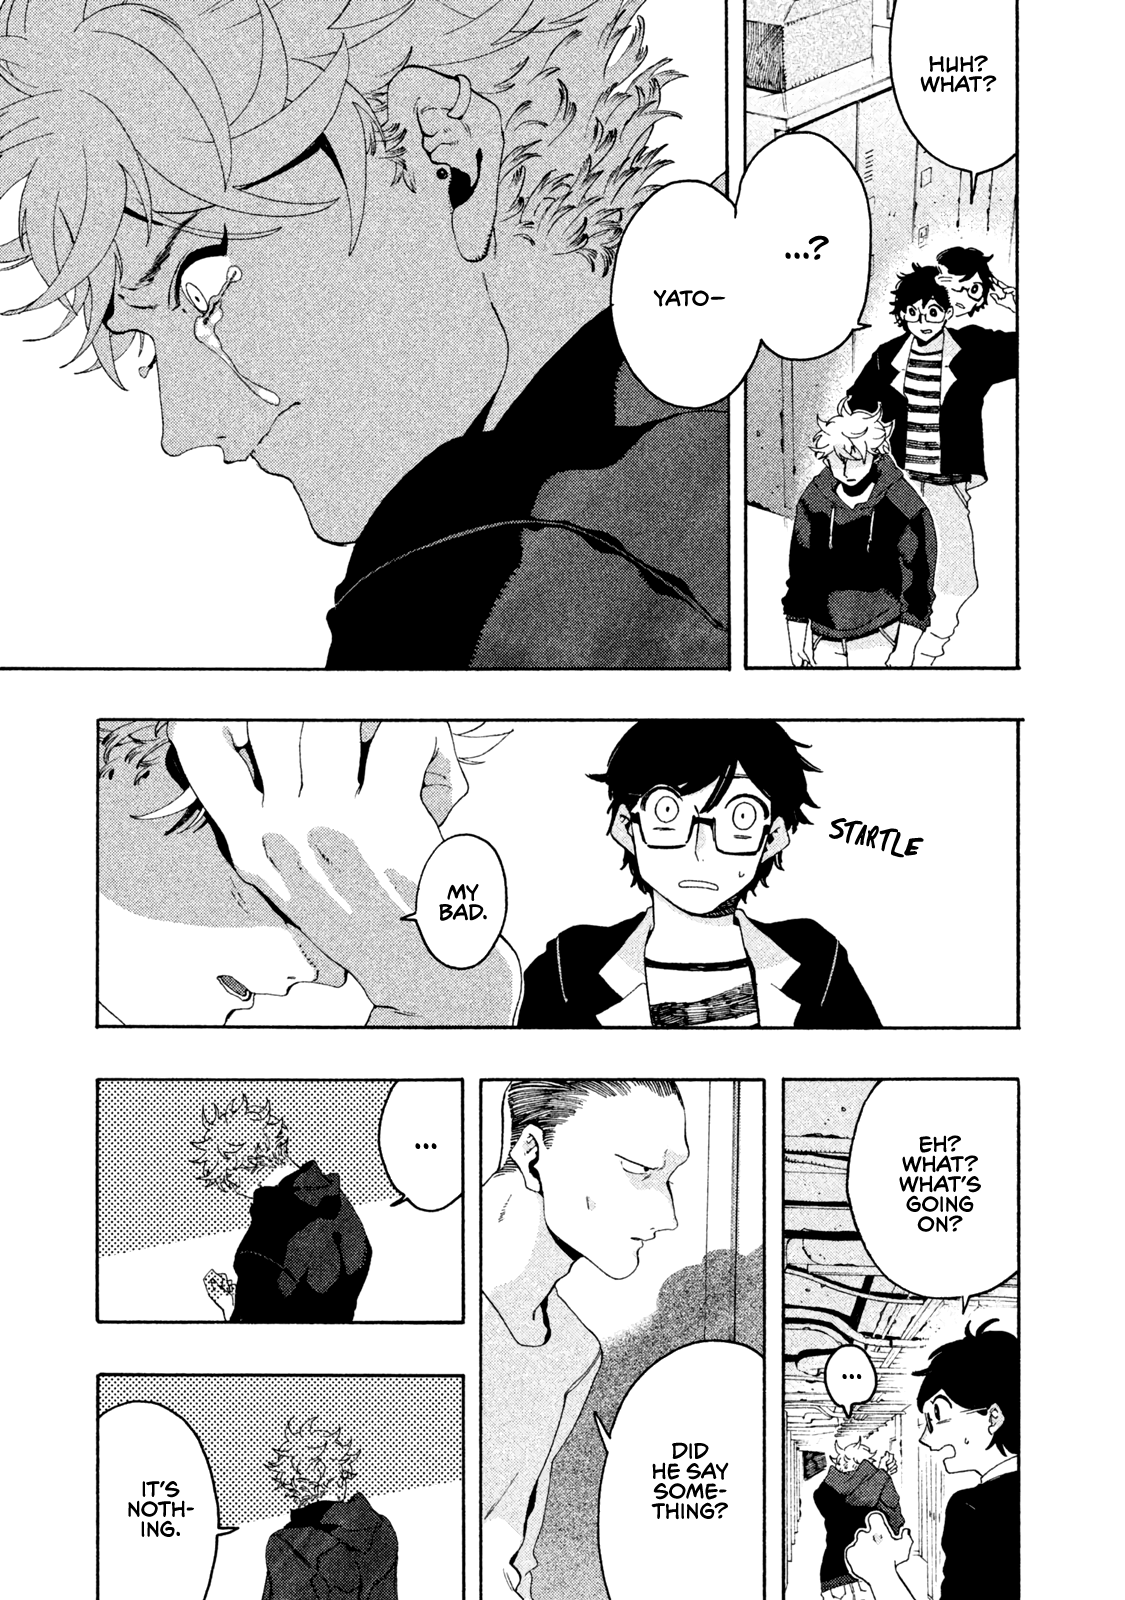 HUH?
WHAT?
...?
YATO-
STARTLE
MY
BAD.
EH?
WHAT?
WHAT'S
GOING
ON?
...
DID
HE SAY
SOME-
THING?
...
IT'S
NOTH-
ING.